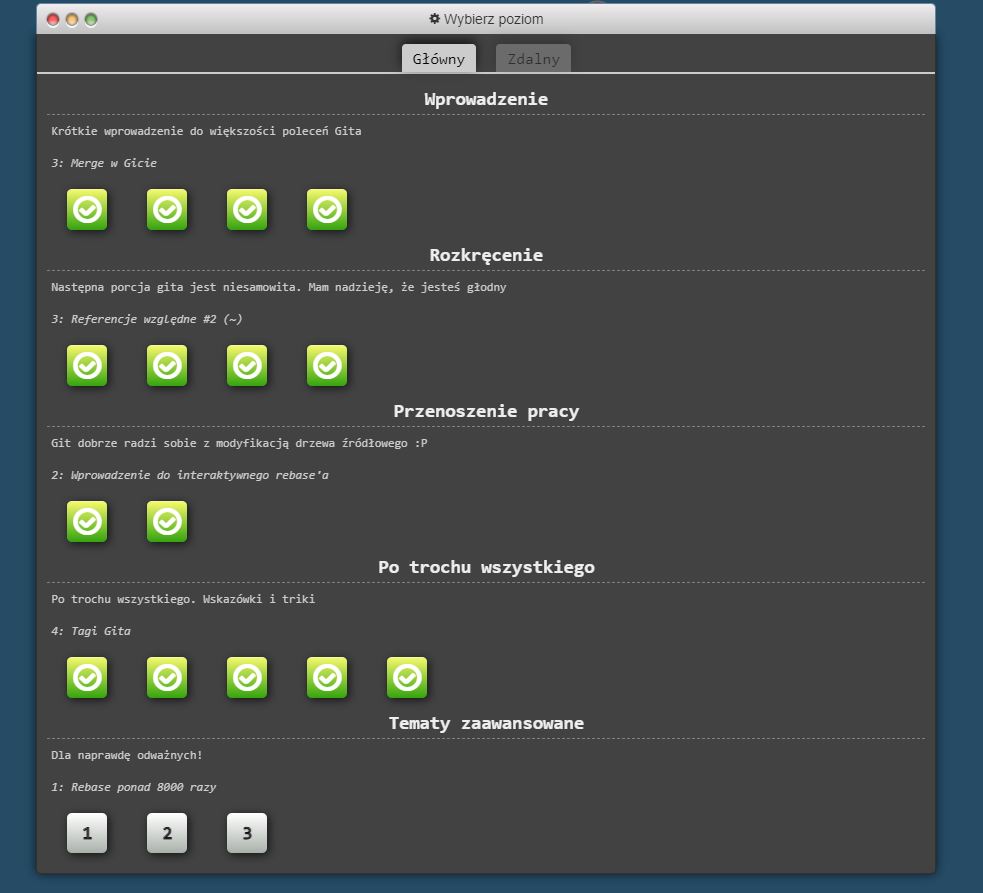 Wybierz poziom
Główny Zdalny
Wprowadzenie
Krótkie wprowadzenie do większości poleceń Gita
3: Merge w Gicie
Rozkręcenie
Następna porcja gita jest niesamowita. Mam nadzieję, że jesteś głodny
3: Referencje względne #2 (~)
Przenoszenie pracy
Git dobrze radzi sobie z modyfikacją drzewa źródłowego :P
2: Wprowadzenie do interaktywnego rebase'a
Po trochu wszystkiego
Po trochu wszystkiego. Wskazówki i triki
4: Tagi Gita
Tematy zaawansowane
Dla naprawdę odważnych!
1: Rebase ponad 8000 razy
1 2 3